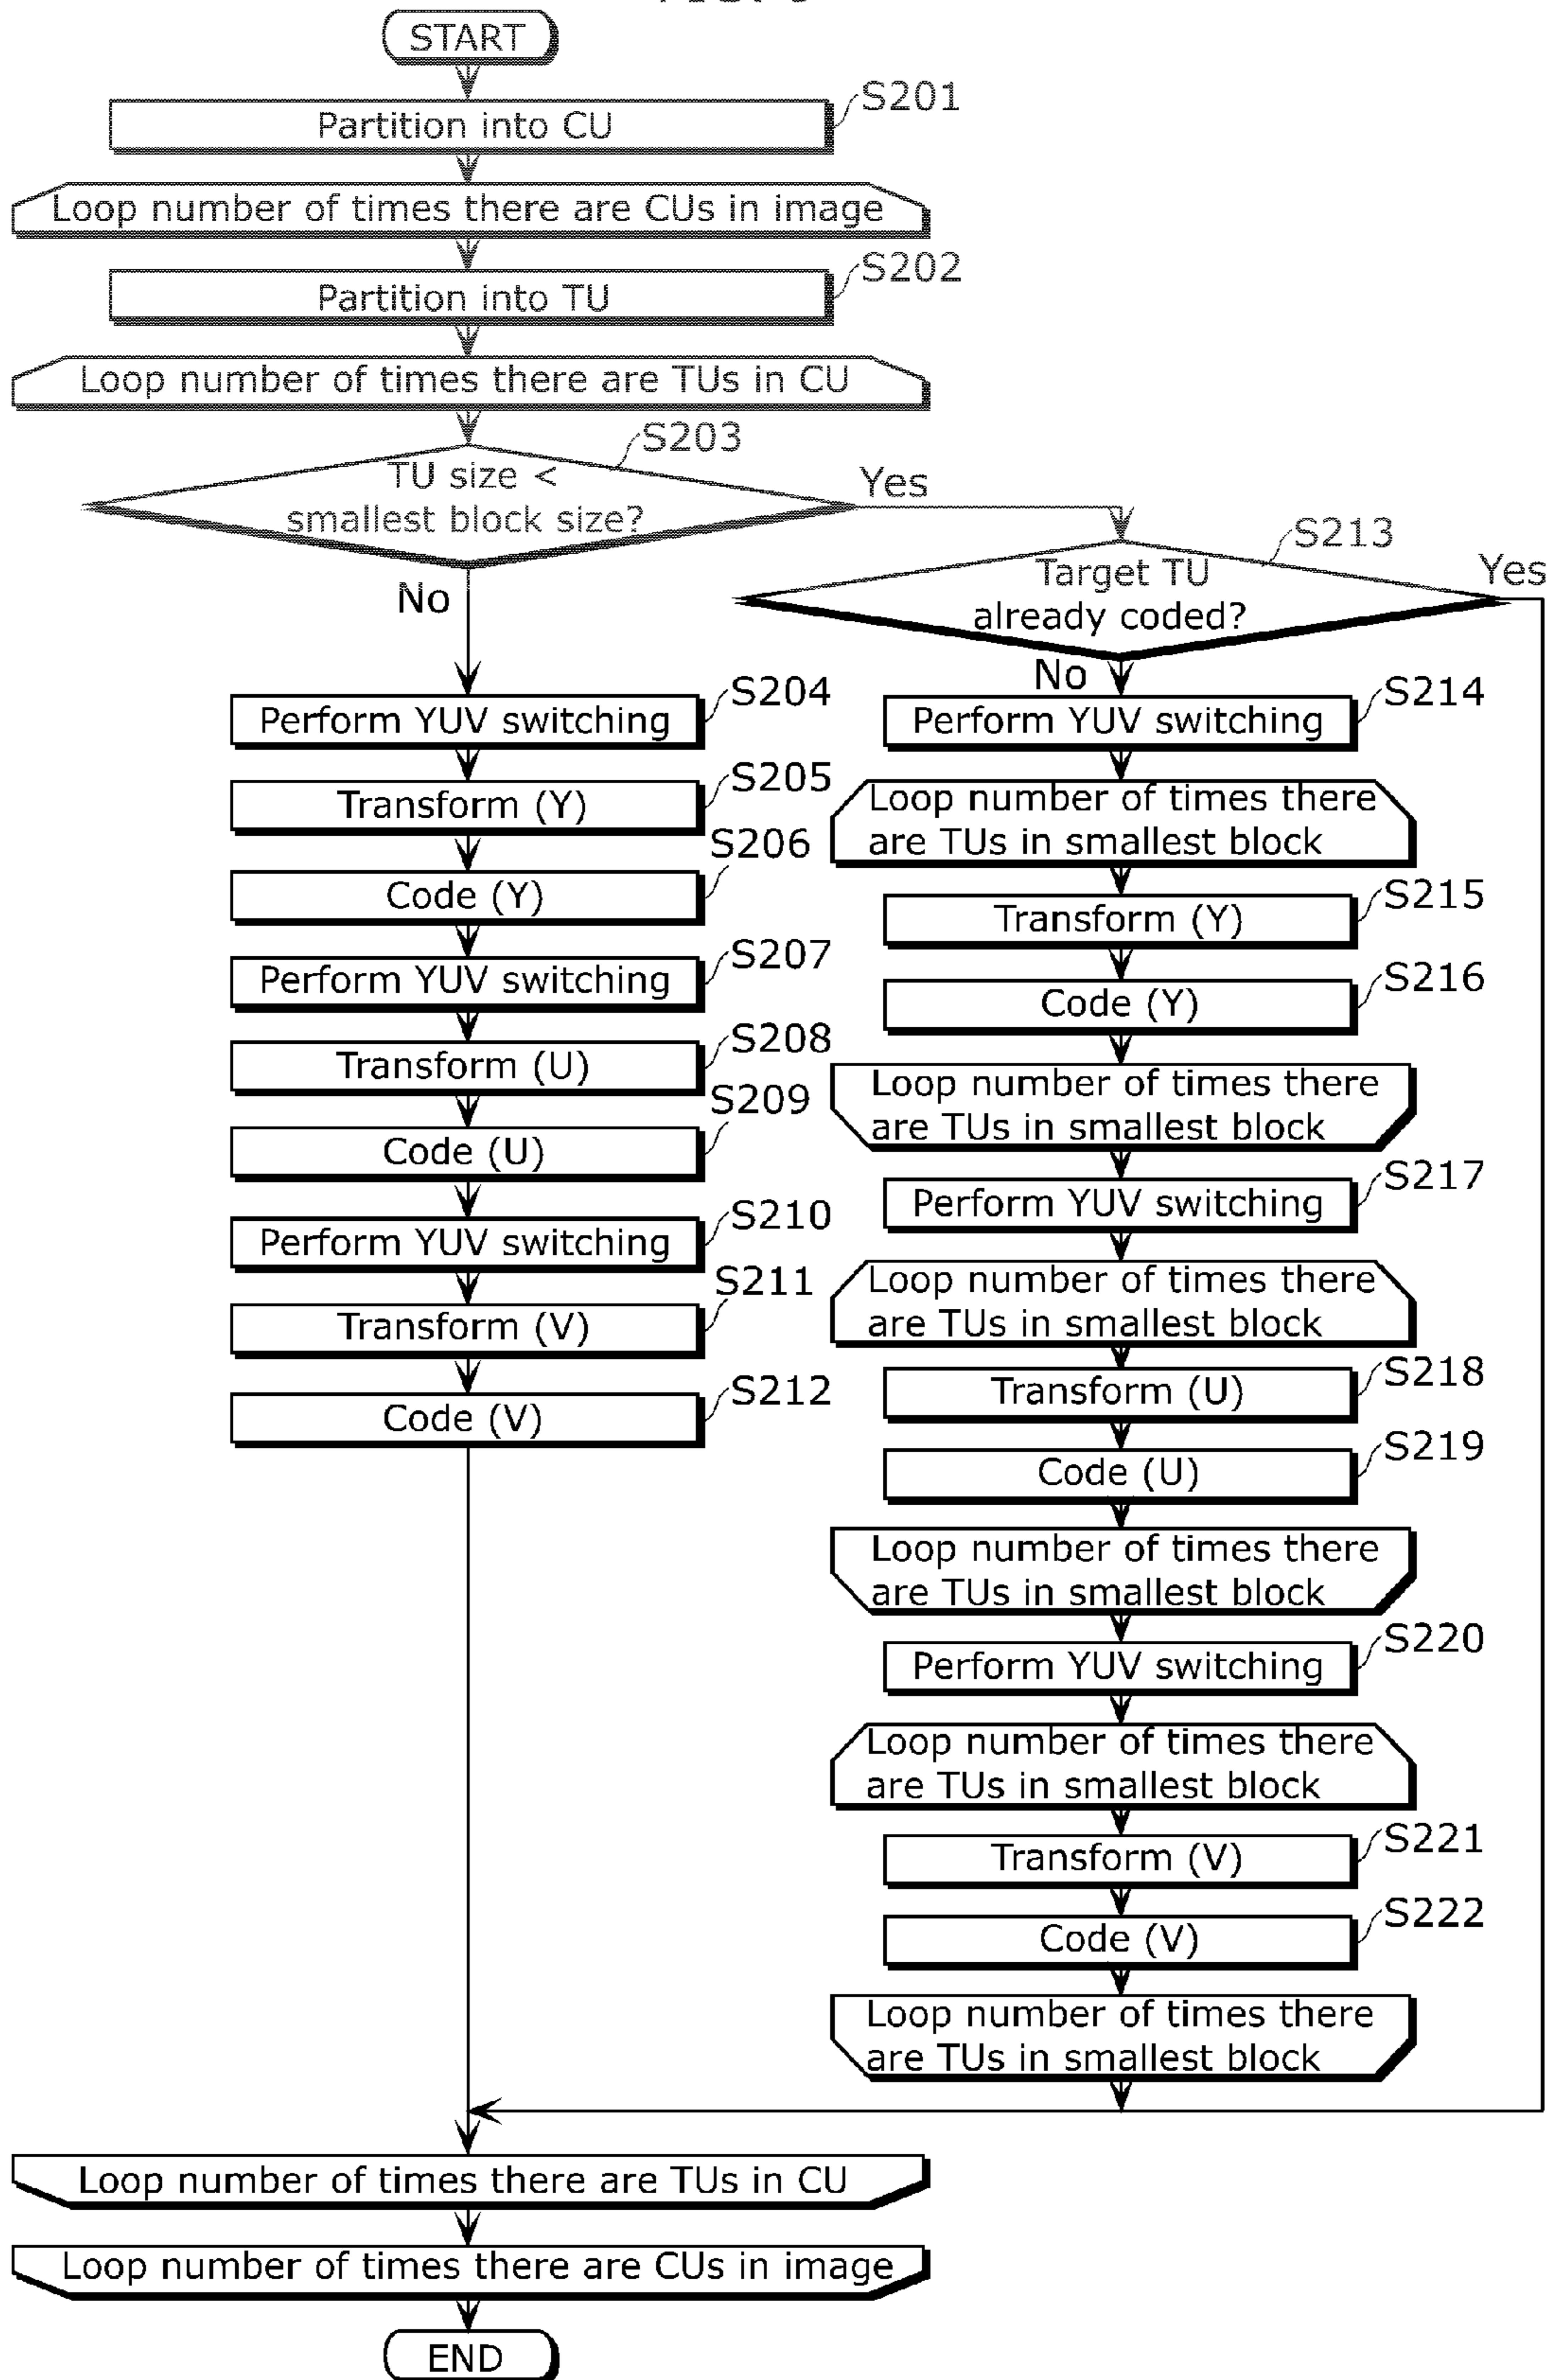 START
S201
Partition into CU
Loop number of times there are CUs in image
S202
Partition into TU
Loop number of times there are TUs in CU
S203
TU size <
smallest block size?
Yes
No
S204
Perform YUV switching
S205
Transform (Y)
S206
Code (Y)
S207
Perform YUV switching
S208
Transform (U)
S209
Code (U)
S210
Perform YUV switching
S211
Transform (V)
S212
Code (V)
S213
Target TU
already coded?
Yes
No
S214
Perform YUV switching
Loop number of times there
are TUs in smallest block
S215
Transform (Y)
S216
Code (Y)
Loop number of times there
are TUs in smallest block
S217
Perform YUV switching
Loop number of times there
are TUs in smallest block
S218
Transform (U)
S219
Code (U)
Loop number of times there
are TUs in smallest block
S220
Perform YUV switching
Loop number of times there
are TUs in smallest block
S221
Transform (V)
S222
Code (V)
Loop number of times there
are TUs in smallest block
Loop number of times there are TUs in CU
Loop number of times there are CUs in image
END